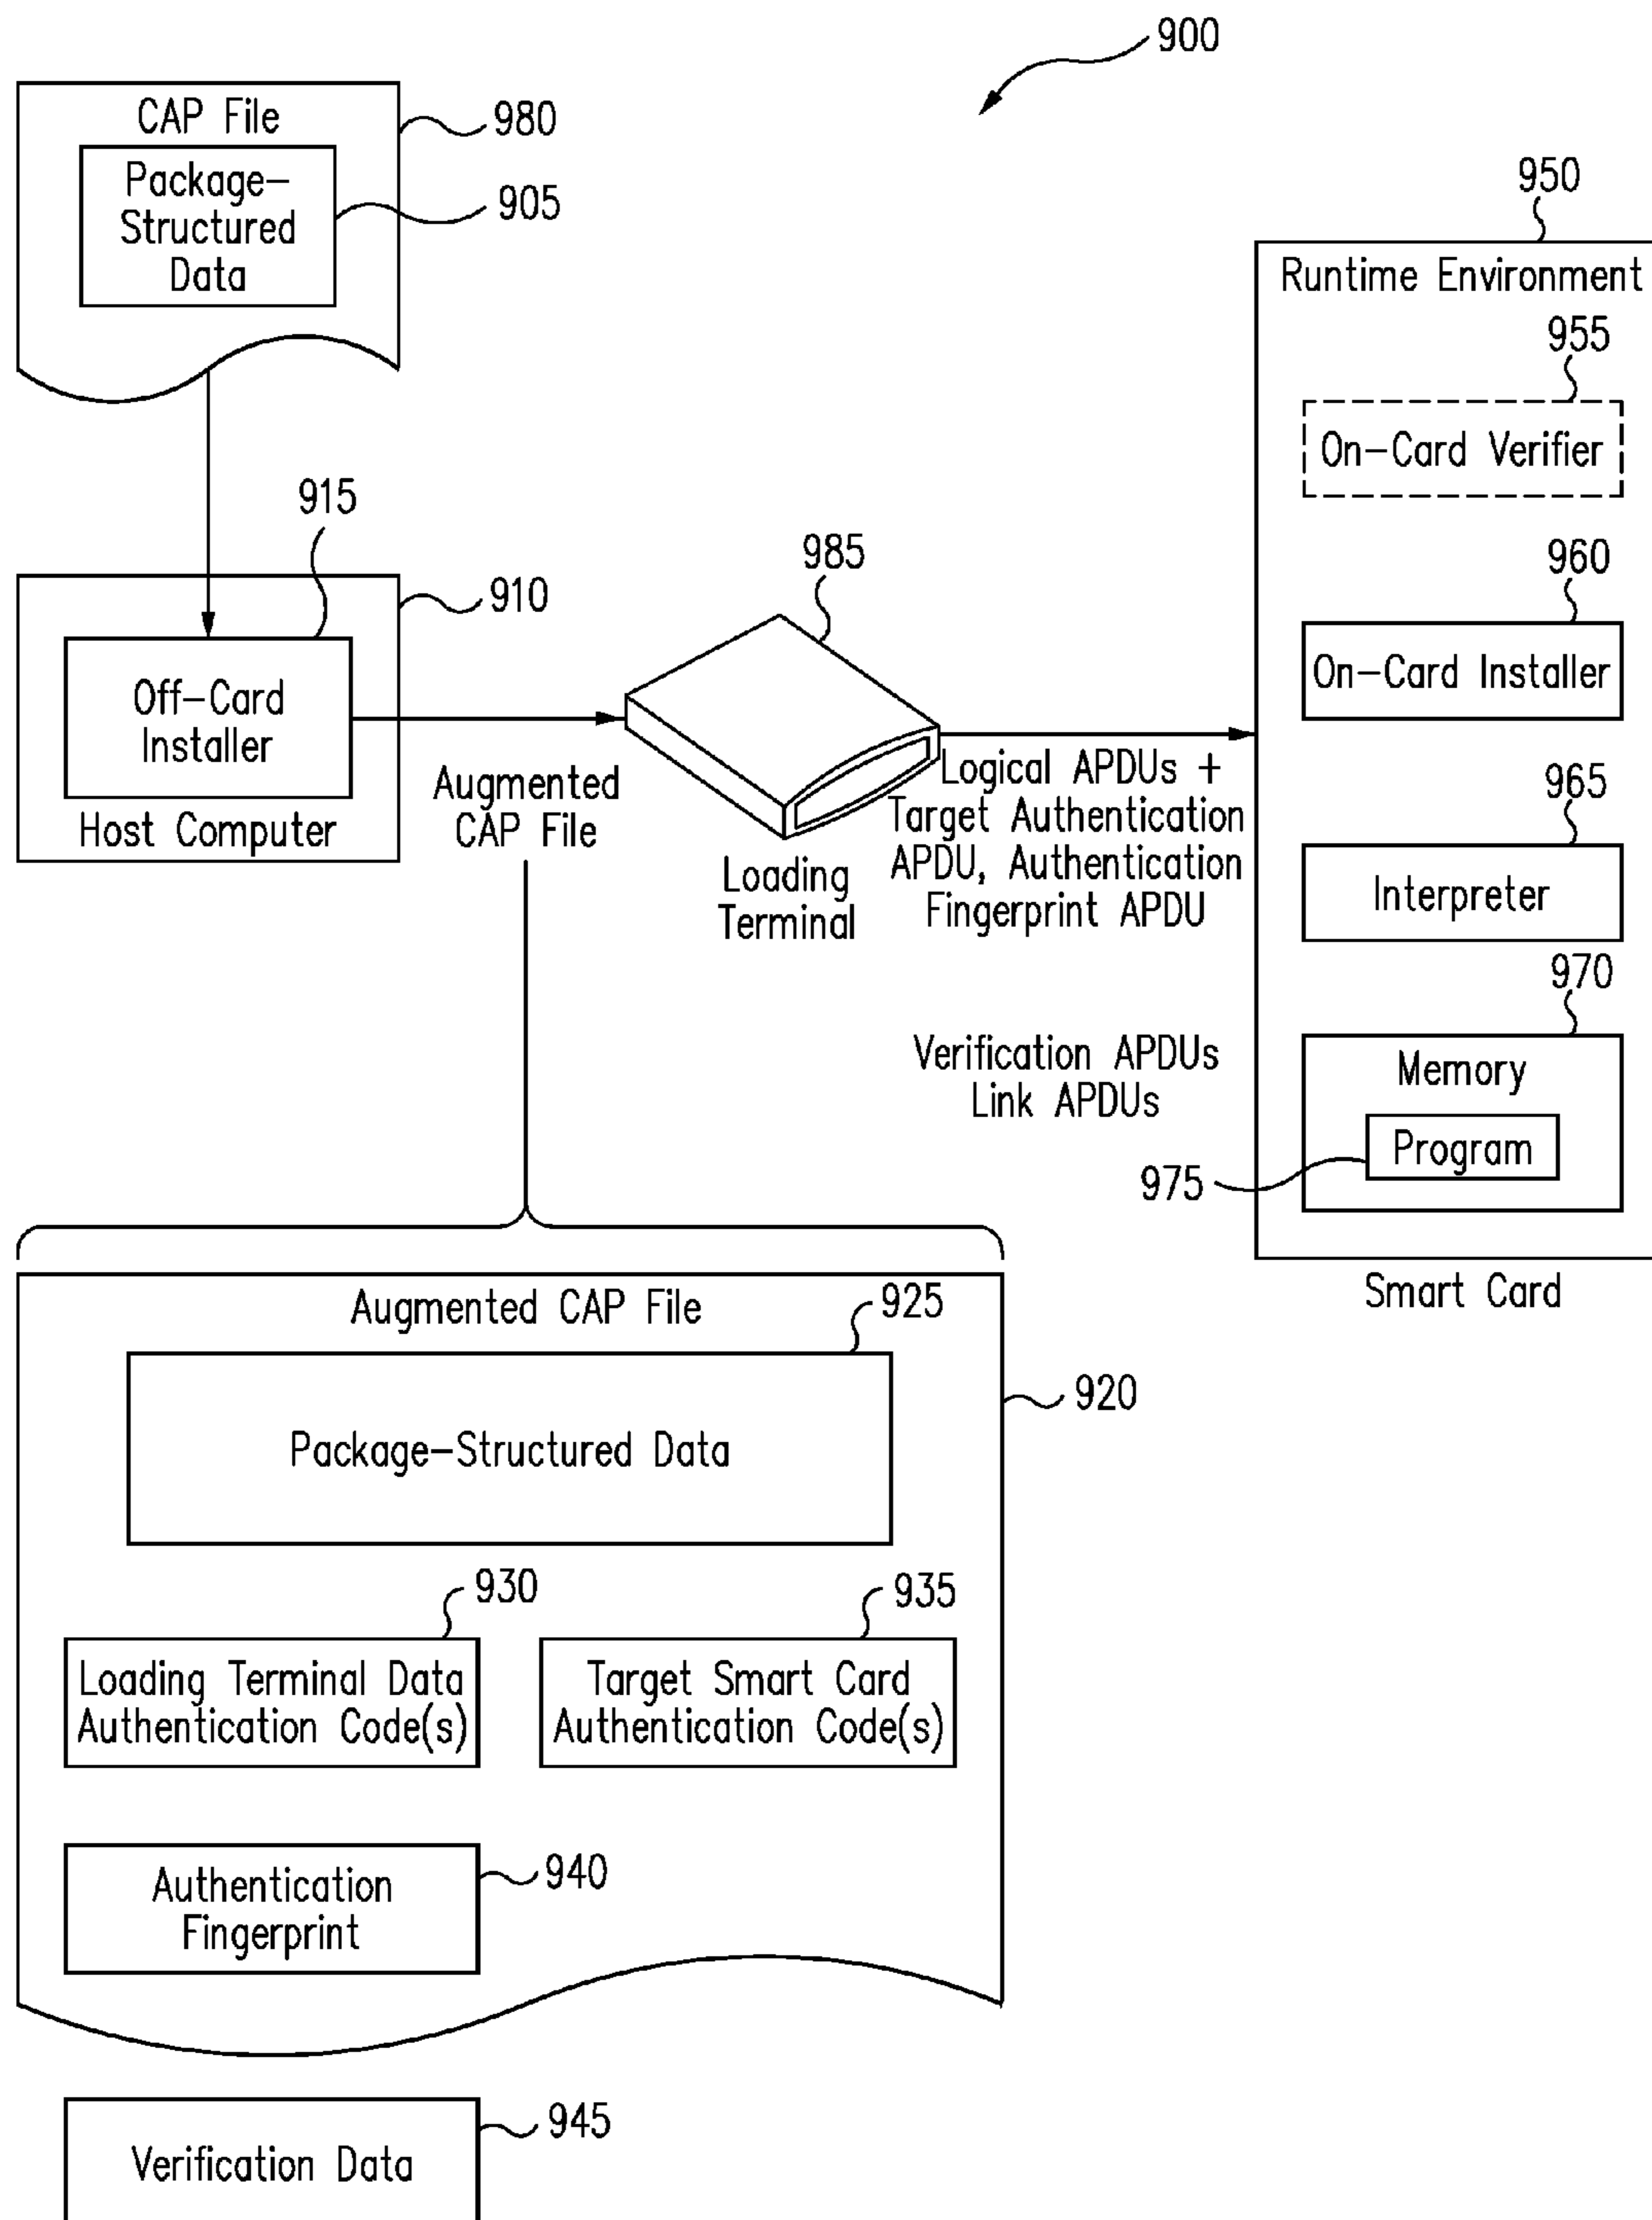 900
CAP File
980
Package-
Structured
Data
905
950
Runtime Environment
955
On-Card Verifier
915
985
960
910
Off-Card
Installer
Host Computer
On-Card Installer
Augmented
CAP File
Loading
Terminal
Logical APDUs +
Target Authentication
APDU, Authentication
Fingerprint APDU
965
Interpreter
970
Verification APDUs
Link APDUs
Memory
Program
975
Smart Card
Augmented CAP File
925
920
Package-Structured Data
930
935
Loading Terminal Data
Authentication Code(s)
Target Smart Card
Authentication Code(s)
Authentication
Fingerprint
940
945
Verification Data